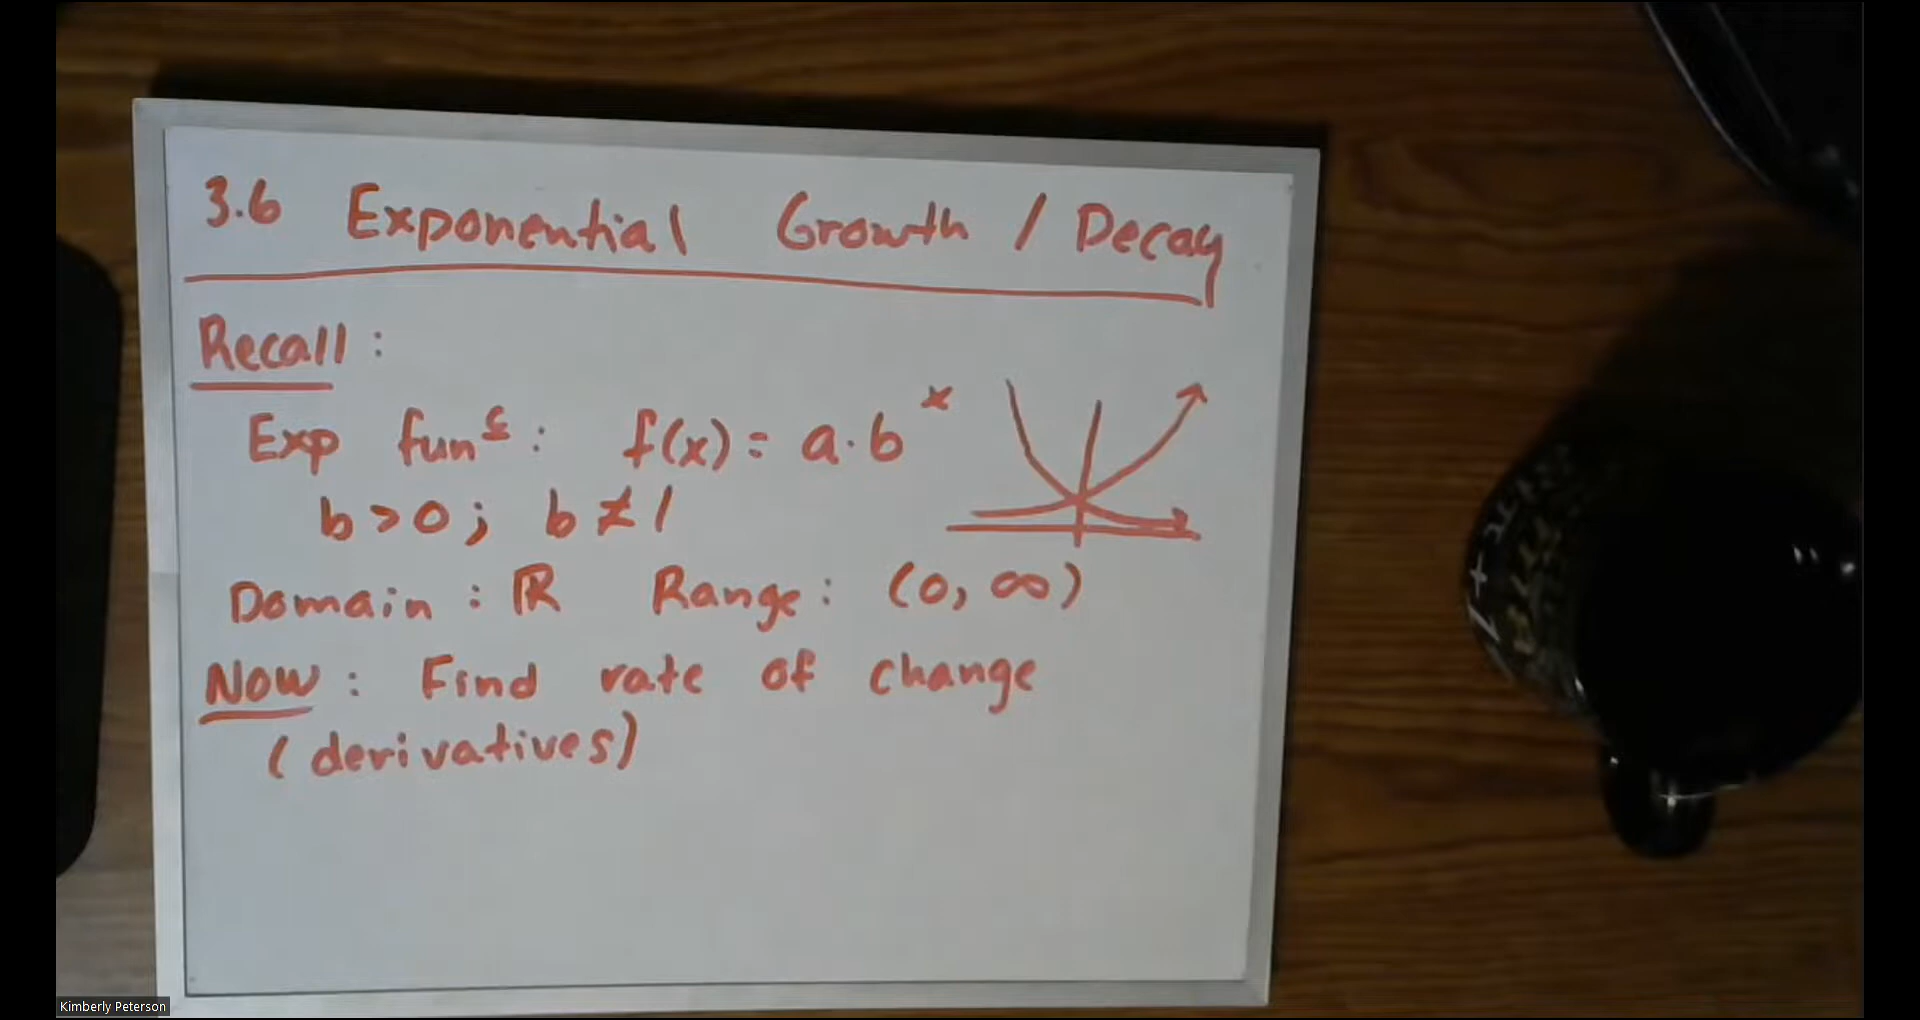 3.6 Exponential Growth / Decay
Recall :
Exp func : f(x) = a·b^x
b > 0 ; b ≠ 1
Domain : ℝ Range : (0, ∞)
Now : Find rate of change
(derivatives)
Kimberly Peterson